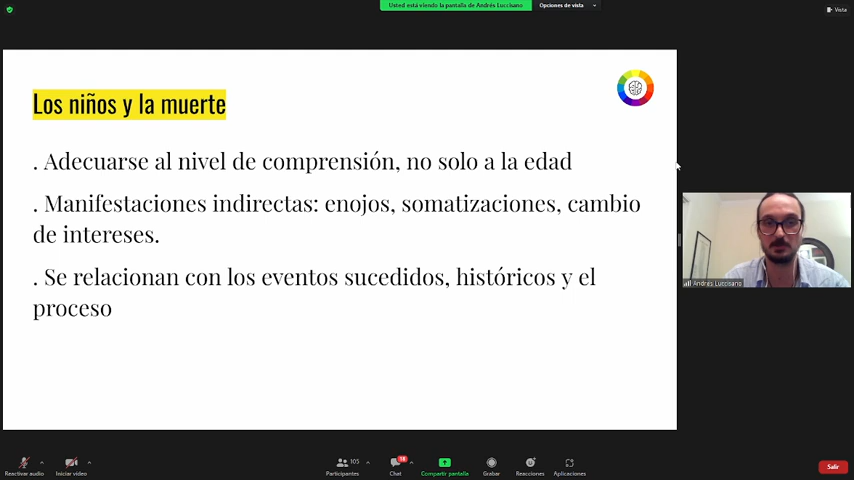 Usted está viendo la pantalla de Andrés Luccisano
Opciones de vista
Vista
Los niños y la muerte
. Adecuarse al nivel de comprensión, no solo a la edad
. Manifestaciones indirectas: enojos, somatizaciones, cambio
de intereses.
. Se relacionan con los eventos sucedidos, históricos y el
proceso
Andrés Luccisano
105
18
Reactivar audio
Iniciar video
Participantes
Chat
Compartir pantalla
Grabar
Reacciones
Aplicaciones
Salir